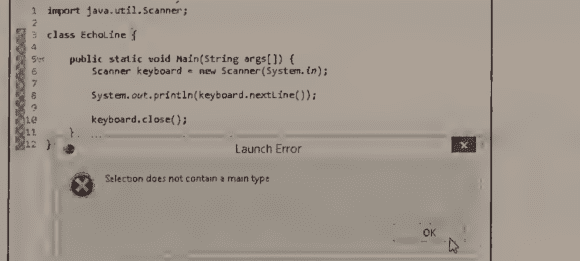 1 import java.util.Scanner;
2
3 class EchoLine {
4
5 public static void Main(String args[]) {
6 Scanner keyboard = new Scanner(System.in);
7
8 System.out.println(keyboard.nextLine());
9
10 keyboard.close();
11 }
12 }
Launch Error
Selection does not contain a main type
OK